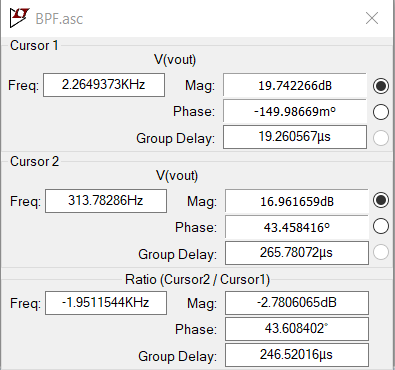 BPF.asc
Cursor 1
V(vout)
Freq: 2.2649373KHz Mag: 19.742266dB
Phase: -149.98669mº
Group Delay: 19.260567µs
Cursor 2
V(vout)
Freq: 313.78286Hz Mag: 16.961659dB
Phase: 43.458416º
Group Delay: 265.78072µs
Ratio (Cursor2 / Cursor1)
Freq: -1.9511544KHz Mag: -2.7806065dB
Phase: 43.608402°
Group Delay: 246.52016µs